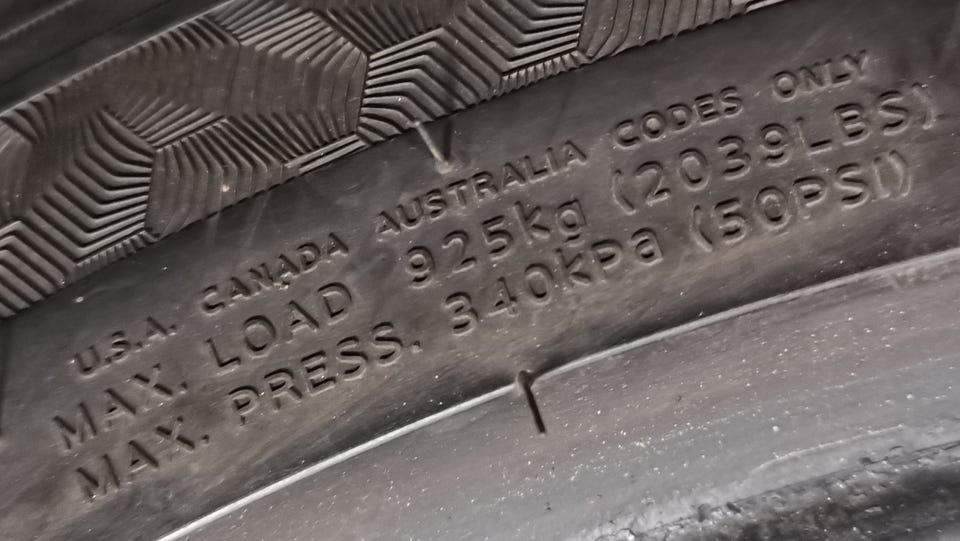 U.S.A. CANADA AUSTRALIA CODES ONLY
MAX. LOAD 925kg (2039LBS)
MAX. PRESS. 340kPa (50PSI)